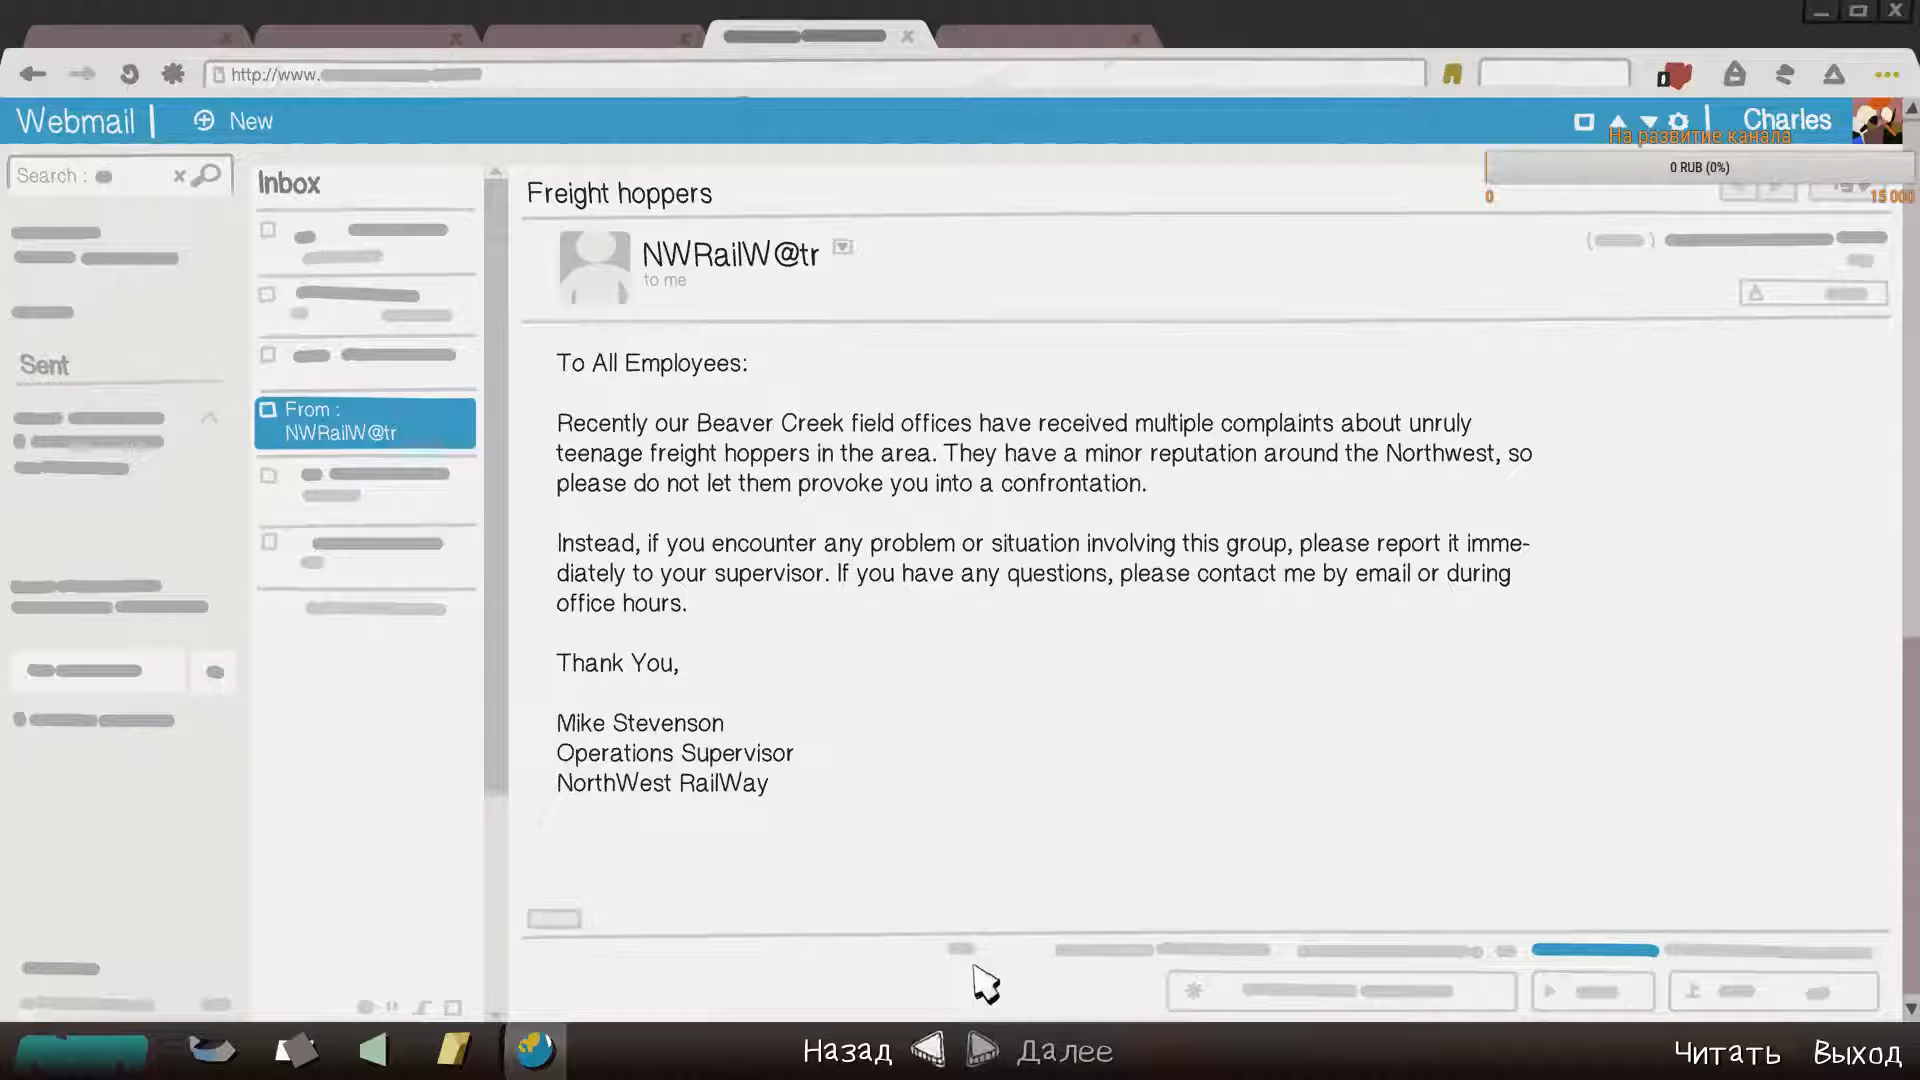 http://www.
Webmail
New
Charles
На развитие канала
0 RUB (0%)
0
15 000
Search :
Inbox
Freight hoppers
NWRailW@tr
to me
Sent
From :
NWRailW@tr
To All Employees:
Recently our Beaver Creek field offices have received multiple complaints about unruly
teenage freight hoppers in the area. They have a minor reputation around the Northwest, so
please do not let them provoke you into a confrontation.
Instead, if you encounter any problem or situation involving this group, please report it imme-
diately to your supervisor. If you have any questions, please contact me by email or during
office hours.
Thank You,
Mike Stevenson
Operations Supervisor
NorthWest RailWay
Назад
Далее
Читать
Выход